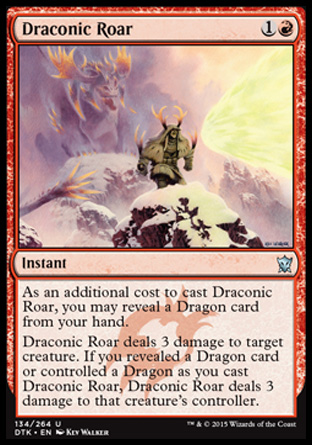 Draconic Roar 1
Instant
As an additional cost to cast Draconic
Roar, you may reveal a Dragon card
from your hand.
Draconic Roar deals 3 damage to target
creature. If you revealed a Dragon card
or controlled a Dragon as you cast
Draconic Roar, Draconic Roar deals 3
damage to that creature's controller.
134/264 U
DTK • EN Kev Walker
™ & © 2015 Wizards of the Coast